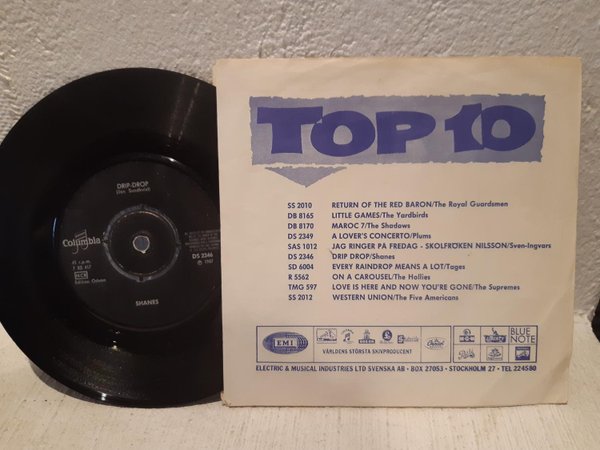 DRIP-DROP
Columbia
45 r.p.m.
DS 2346
℗ 1967
NCB
SHANES
TOP 10
SS 2010 RETURN OF THE RED BARON/The Royal Guardsmen
DB 8165 LITTLE GAMES/The Yardbirds
DB 8170 MAROC 7/The Shadows
DS 2349 A LOVER'S CONCERTO/Plums
SAS 1012 JAG RINGER PÅ FREDAG - SKOLFRÖKEN NILSSON/Sven-Ingvars
DS 2346 DRIP DROP/Shanes
SD 6004 EVERY RAINDROP MEANS A LOT/Tages
R 5562 ON A CAROUSEL/The Hollies
TMG 597 LOVE IS HERE AND NOW YOU'RE GONE/The Supremes
SS 2012 WESTERN UNION/The Five Americans
EMI
VÄRLDENS STÖRSTA SKIVPRODUCENT
Capitol
BLUE
NOTE
ELECTRIC & MUSICAL INDUSTRIES LTD SVENSKA AB · BOX 27053 · STOCKHOLM 27 · TEL 224580